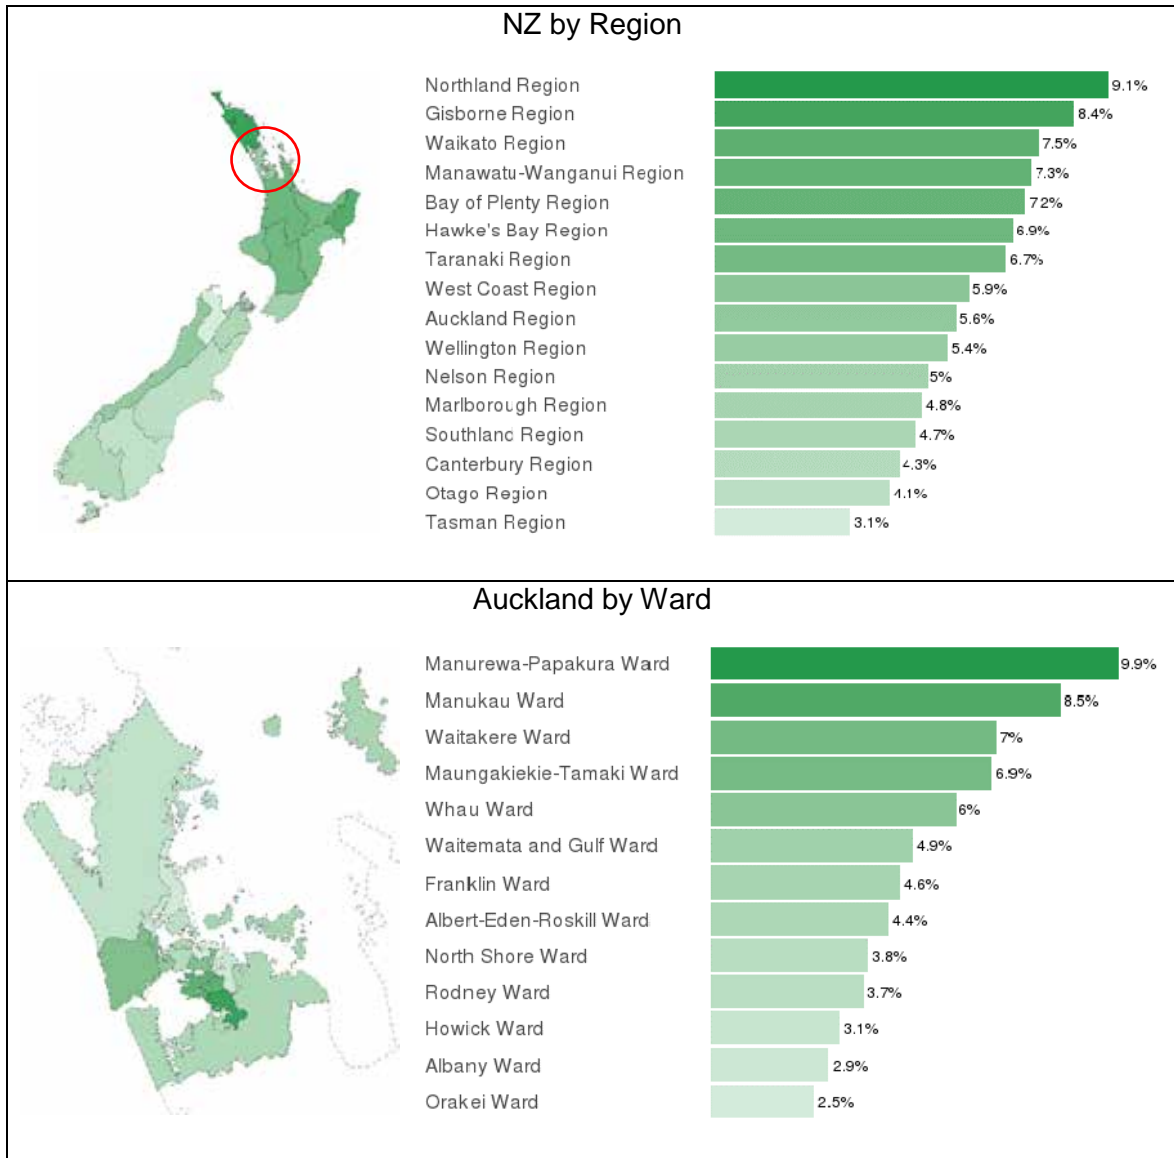 NZ by Region
Northland Region 9.1%
Gisborne Region 8.4%
Waikato Region 7.5%
Manawatu-Wanganui Region 7.3%
Bay of Plenty Region 7.2%
Hawke's Bay Region 6.9%
Taranaki Region 6.7%
West Coast Region 5.9%
Auckland Region 5.6%
Wellington Region 5.4%
Nelson Region 5%
Marlborough Region 4.8%
Southland Region 4.7%
Canterbury Region 4.3%
Otago Region 4.1%
Tasman Region 3.1%
Auckland by Ward
Manurewa-Papakura Ward 9.9%
Manukau Ward 8.5%
Waitakere Ward 7%
Maungakiekie-Tamaki Ward 6.9%
Whau Ward 6%
Waitemata and Gulf Ward 4.9%
Franklin Ward 4.6%
Albert-Eden-Roskill Ward 4.4%
North Shore Ward 3.8%
Rodney Ward 3.7%
Howick Ward 3.1%
Albany Ward 2.9%
Orakei Ward 2.5%